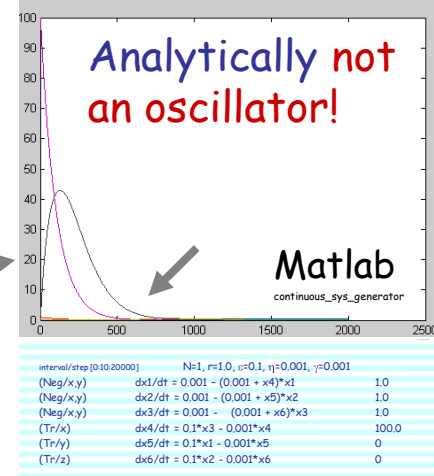 100
90
80
70
60
50
40
30
20
10
0
0 500 1000 1500 2000 2500
Analytically not
an oscillator!
Matlab
continuous_sys_generator
interval/step [0:10:20000] N=1, r=1.0, ε=0.1, η=0.001, γ=0.001
(Neg/x,y) dx1/dt = 0.001 - (0.001 + x4)*x1 1.0
(Neg/x,y) dx2/dt = 0.001 - (0.001 + x5)*x2 1.0
(Neg/x,y) dx3/dt = 0.001 - (0.001 + x6)*x3 1.0
(Tr/x) dx4/dt = 0.1*x3 - 0.001*x4 100.0
(Tr/y) dx5/dt = 0.1*x1 - 0.001*x5 0
(Tr/z) dx6/dt = 0.1*x2 - 0.001*x6 0